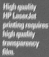 High quality
HP LaserJet
printing requires
high quality
transparency
film.